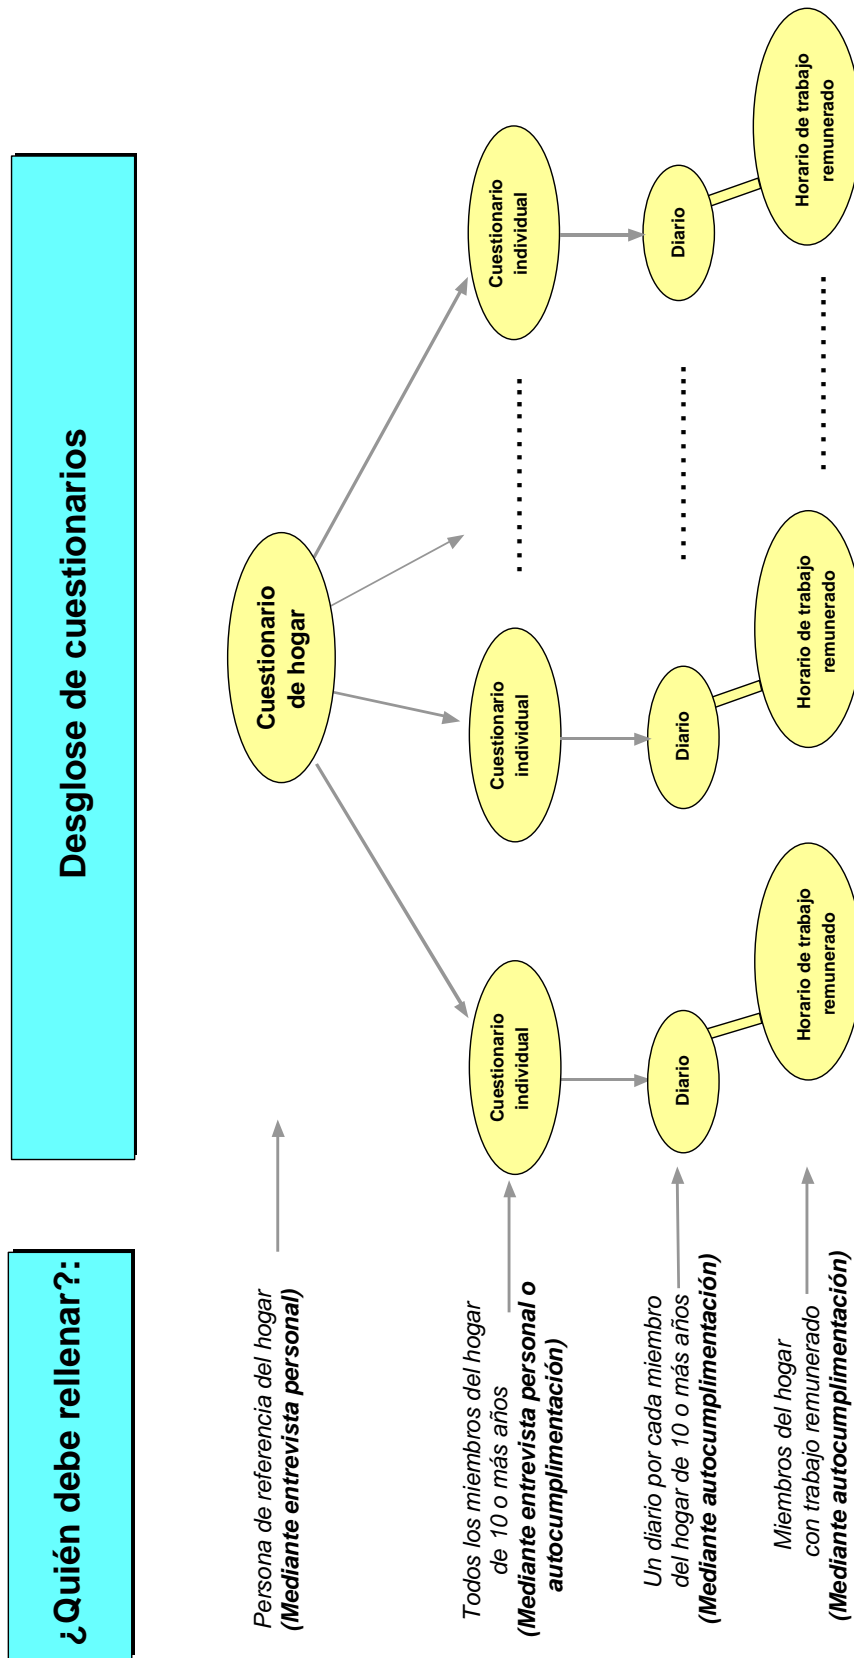 ¿Quién debe rellenar?:
Desglose de cuestionarios
Persona de referencia del hogar
(Mediante entrevista personal)
Cuestionario
de hogar
Todos los miembros del hogar
de 10 o más años
(Mediante entrevista personal o
autocumplimentación)
Cuestionario
individual
Cuestionario
individual
Cuestionario
individual
Un diario por cada miembro
del hogar de 10 o más años
(Mediante autocumplimentación)
Diario
Diario
Diario
Miembros del hogar
con trabajo remunerado
(Mediante autocumplimentación)
Horario de trabajo
remunerado
Horario de trabajo
remunerado
Horario de trabajo
remunerado